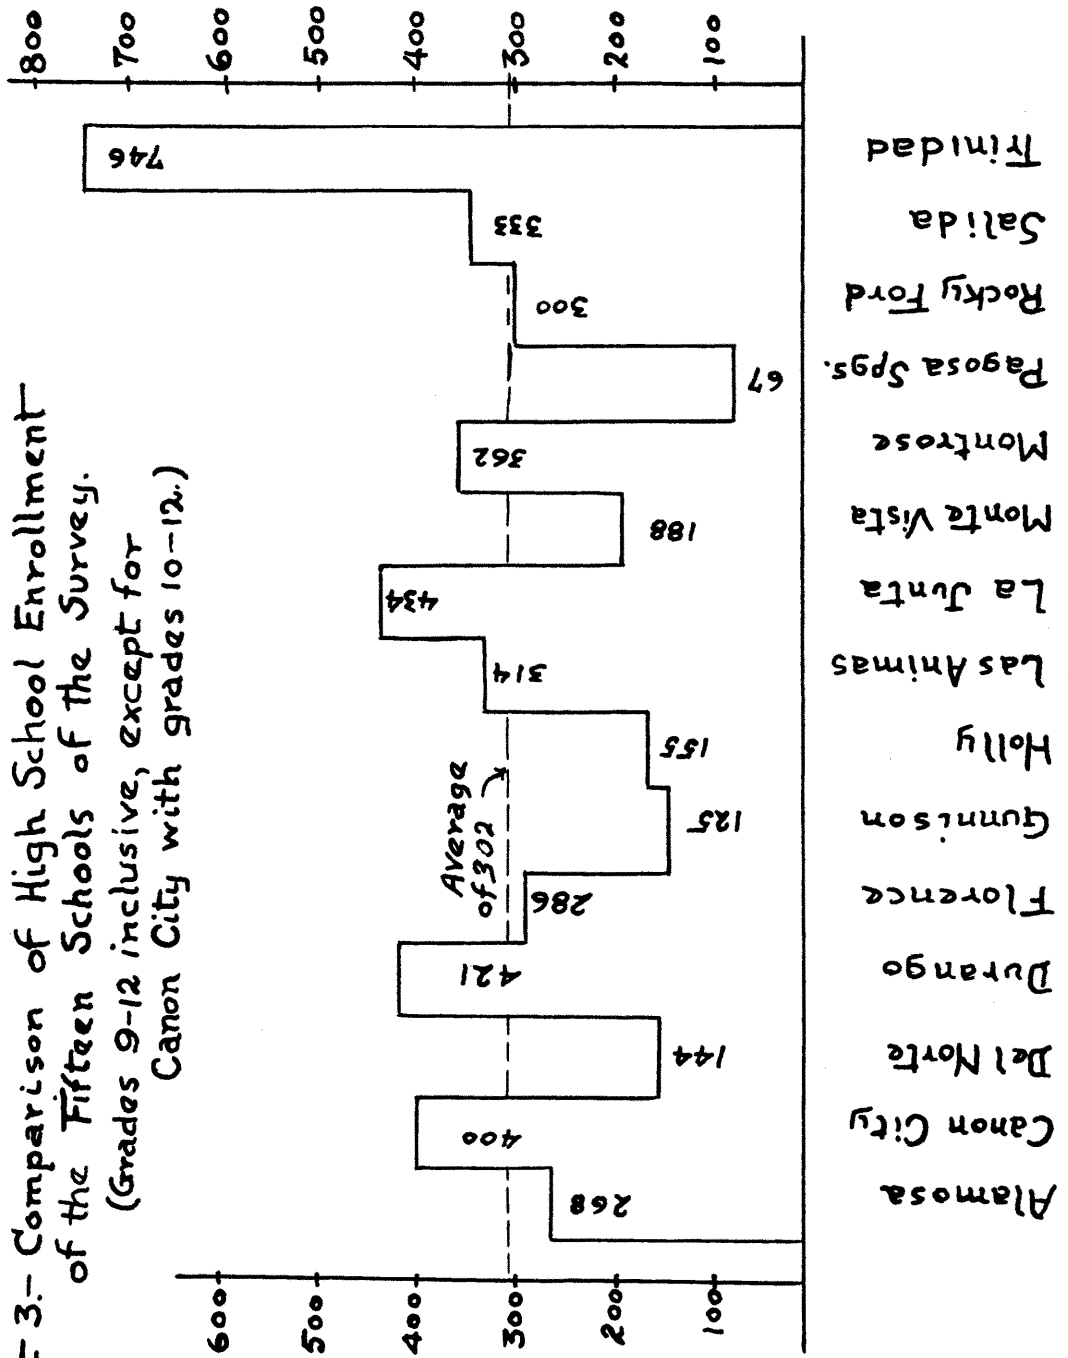 3.- Comparison of High School Enrollment
of the Fifteen Schools of the Survey.
(Grades 9-12 inclusive, except for
Canon City with grades 10-12.)
800
700
600
500
400
300
200
100
Trinidad
746
Salida
333
Rocky Ford
300
Pagosa Spgs.
67
Montrose
362
Monte Vista
188
La Junta
434
Las Animas
314
Holly
155
Gunnison
125
Florence
286
Durango
421
Del Norte
144
Canon City
400
Alamosa
268
Average
of 302
600
500
400
300
200
100